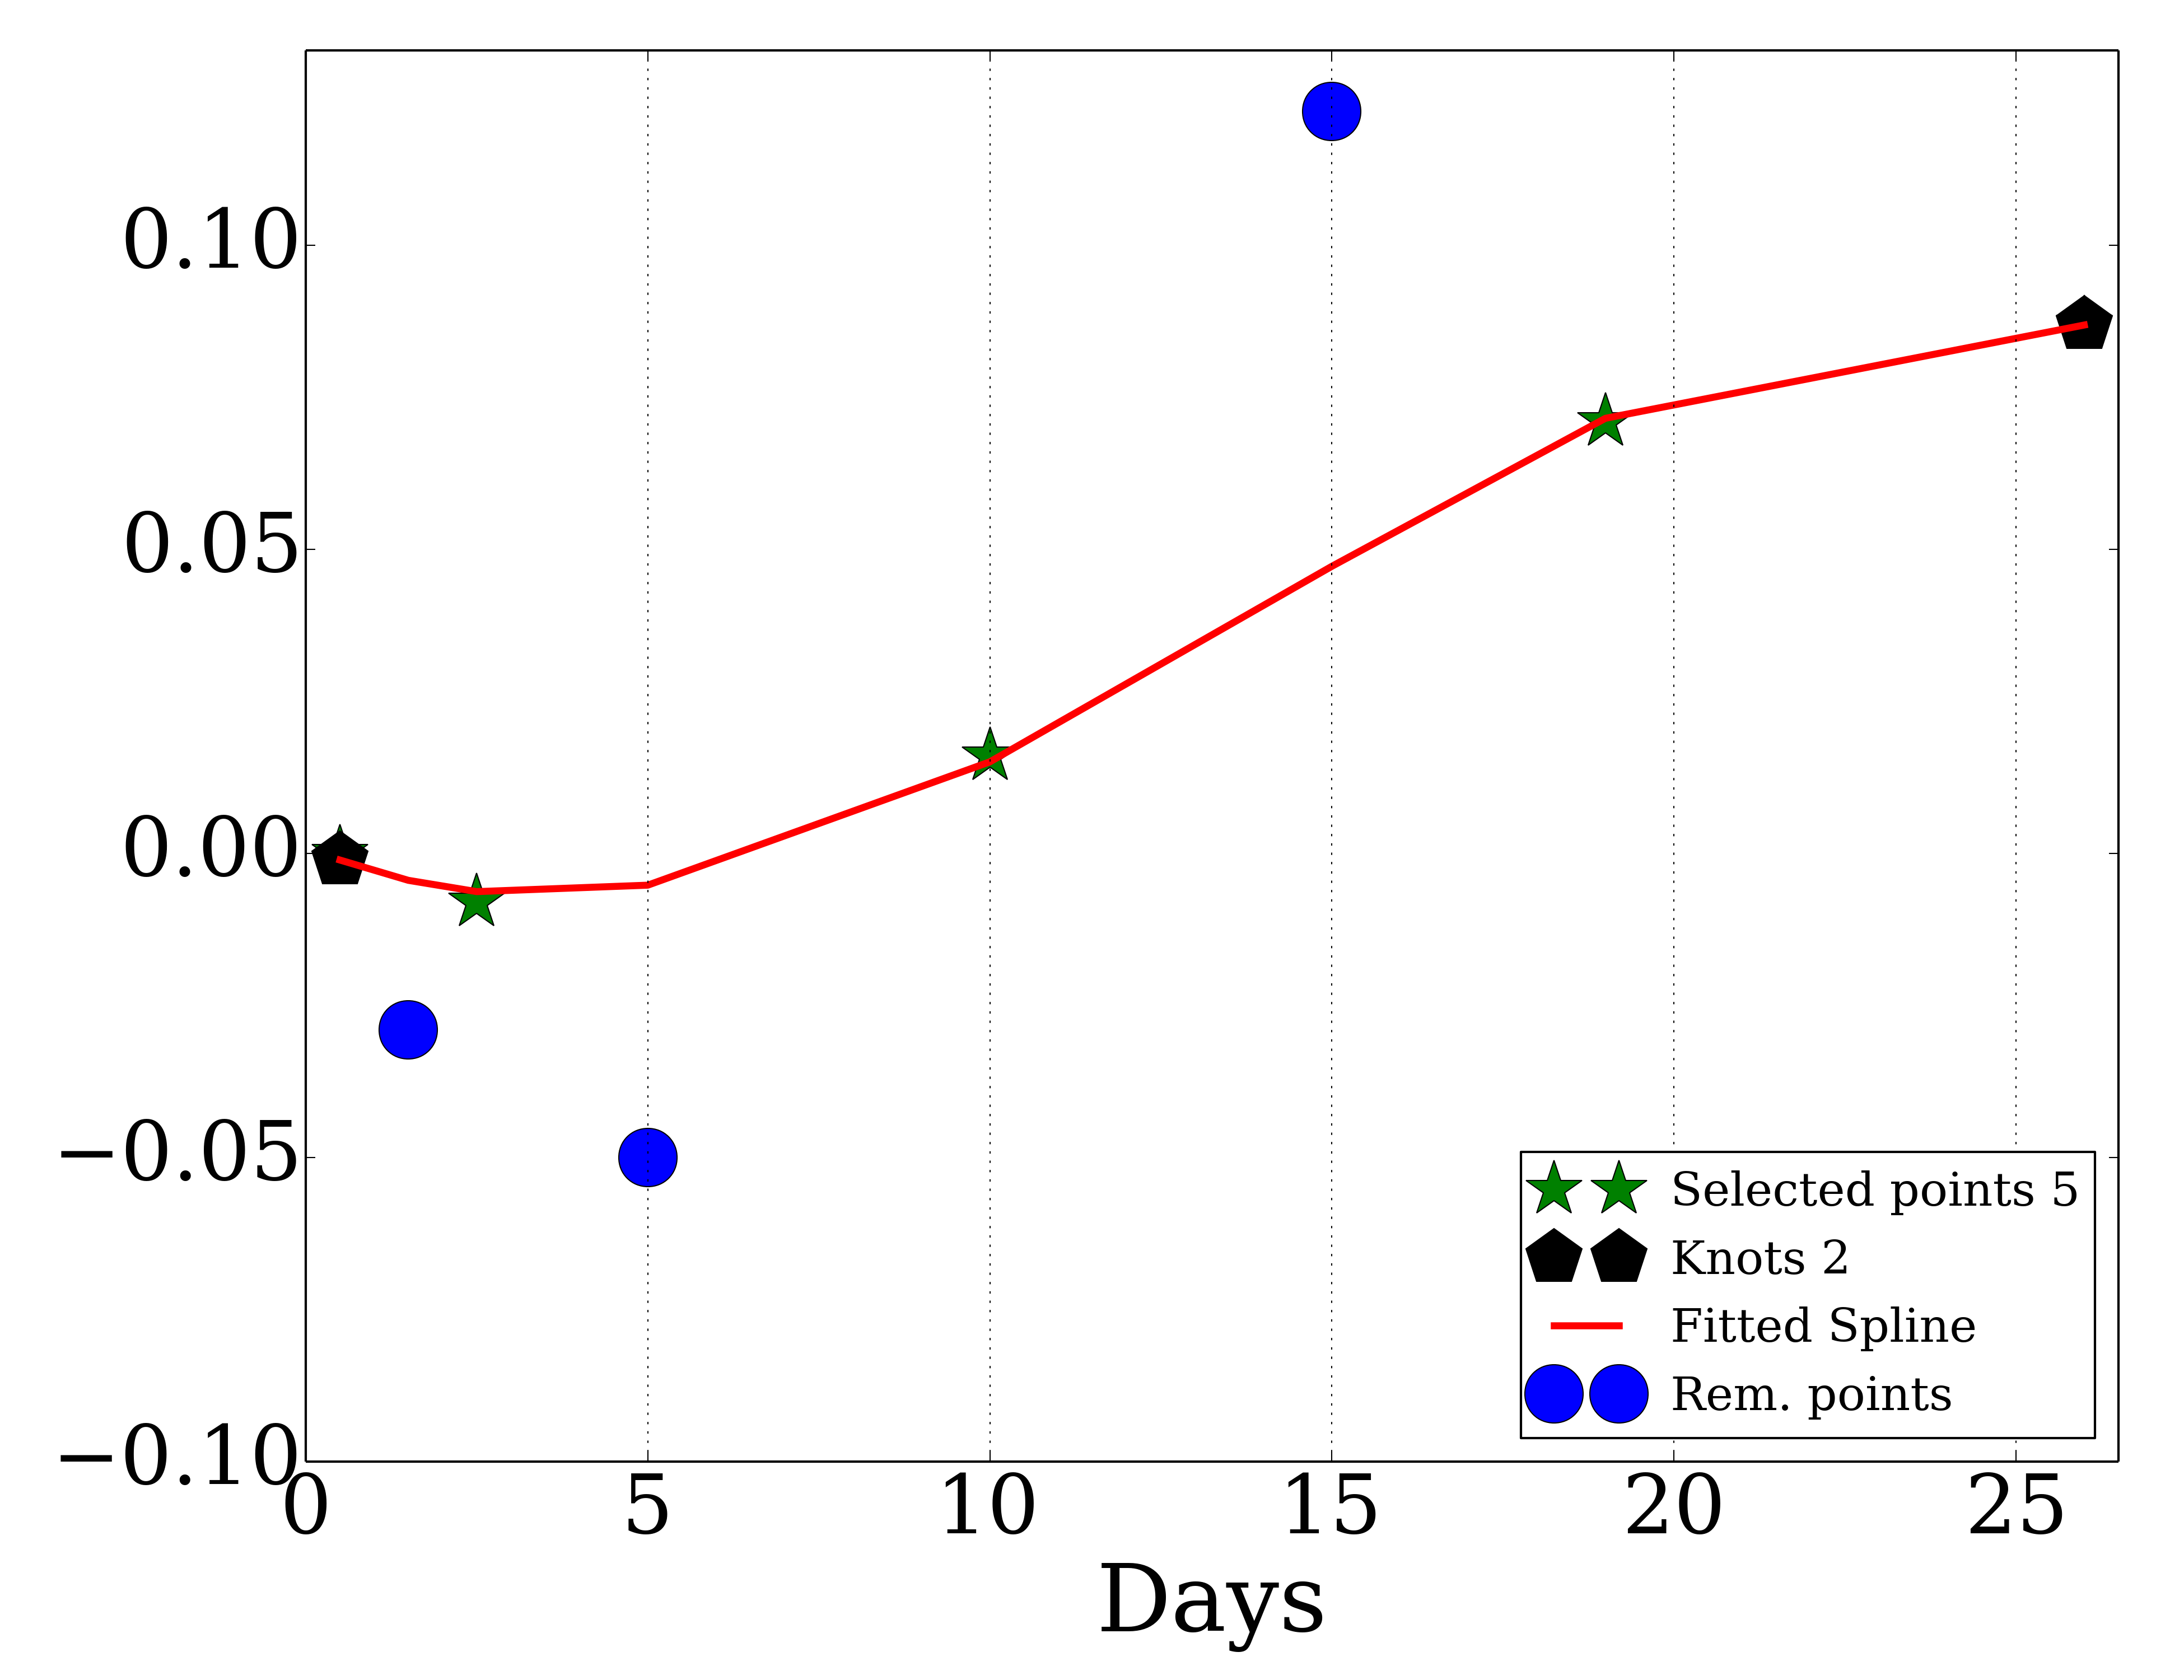 0.10
0.05
0.00
−0.05
−0.10
0 5 10 15 20 25
Days
Selected points 5
Knots 2
Fitted Spline
Rem. points